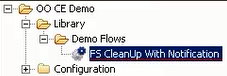 OO CE Demo
Library
Demo Flows
FS CleanUp With Notification
Configuration